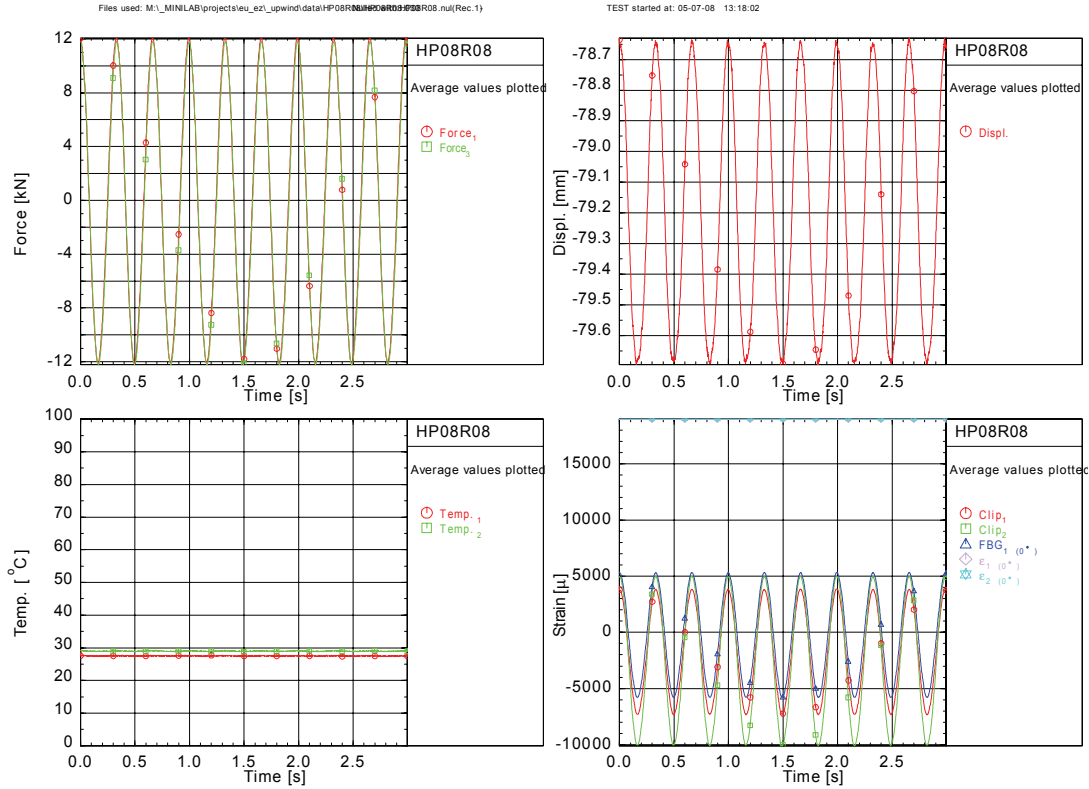 Files used: M:\_MINILAB\projects\eu_ez\_upwind\data\HP08R08.nul(Rec.1)
TEST started at: 05-07-08 13:18:02
12
8
4
0
-4
-8
-12
Force [kN]
0.0 0.5 1.0 1.5 2.0 2.5
Time [s]
HP08R08
Average values plotted
Force1
Force3
-78.7
-78.8
-78.9
-79.0
-79.1
-79.2
-79.3
-79.4
-79.5
-79.6
Displ. [mm]
0.0 0.5 1.0 1.5 2.0 2.5
Time [s]
HP08R08
Average values plotted
Displ.
100
90
80
70
60
50
40
30
20
10
0
Temp. [°C]
0.0 0.5 1.0 1.5 2.0 2.5
Time [s]
HP08R08
Average values plotted
Temp. 1
Temp. 2
15000
10000
5000
0
-5000
-10000
Strain [μ]
0.0 0.5 1.0 1.5 2.0 2.5
Time [s]
HP08R08
Average values plotted
Clip1
Clip2
FBG1 (0°)
ε1 (0°)
ε2 (0°)